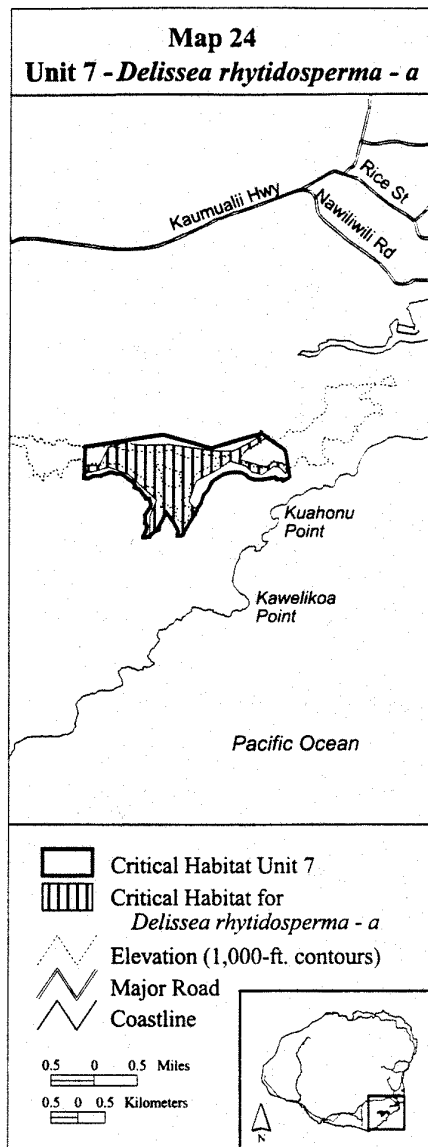 Map 24
Unit 7 - Delissea rhytidosperma - a
Kaumualii Hwy
Rice St
Nawiliwili Rd
Kuahonu
Point
Kawelikoa
Point
Pacific Ocean
Critical Habitat Unit 7
Critical Habitat for
Delissea rhytidosperma - a
Elevation (1,000-ft. contours)
Major Road
Coastline
0.5 0 0.5 Miles
0.5 0 0.5 Kilometers
N